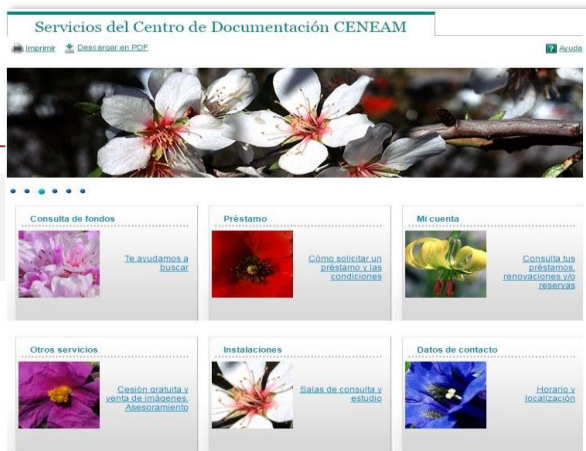 Servicios del Centro de Documentación CENEAM
Imprimir Descargar en PDF
? Ayuda
Consulta de fondos
Te ayudamos a
buscar
Préstamo
Cómo solicitar un
préstamo y las
condiciones
Mi cuenta
Consulta tus
préstamos,
renovaciones y/o
reservas
Otros servicios
Cesión gratuita y
venta de imágenes.
Asesoramiento
Instalaciones
Salas de consulta y
estudio
Datos de contacto
Horario y
localización